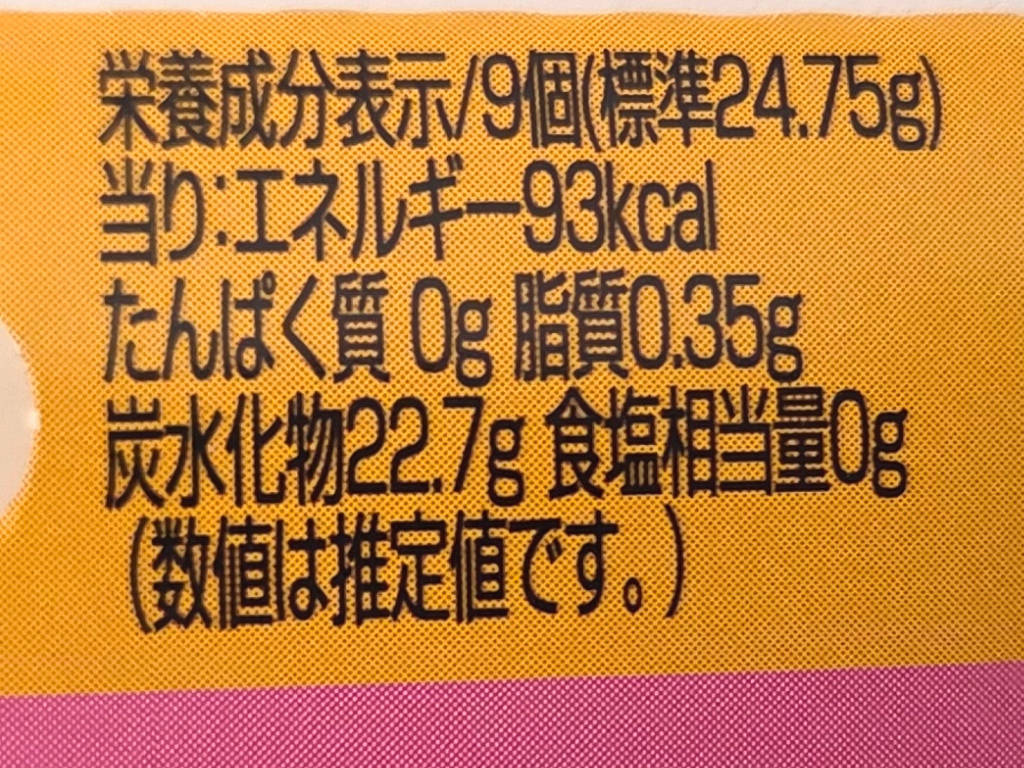 栄養成分表示/9個(標準24.75g)
当り:エネルギー93kcal
たんぱく質 0g 脂質0.35g
炭水化物22.7g 食塩相当量0g
(数値は推定値です。)